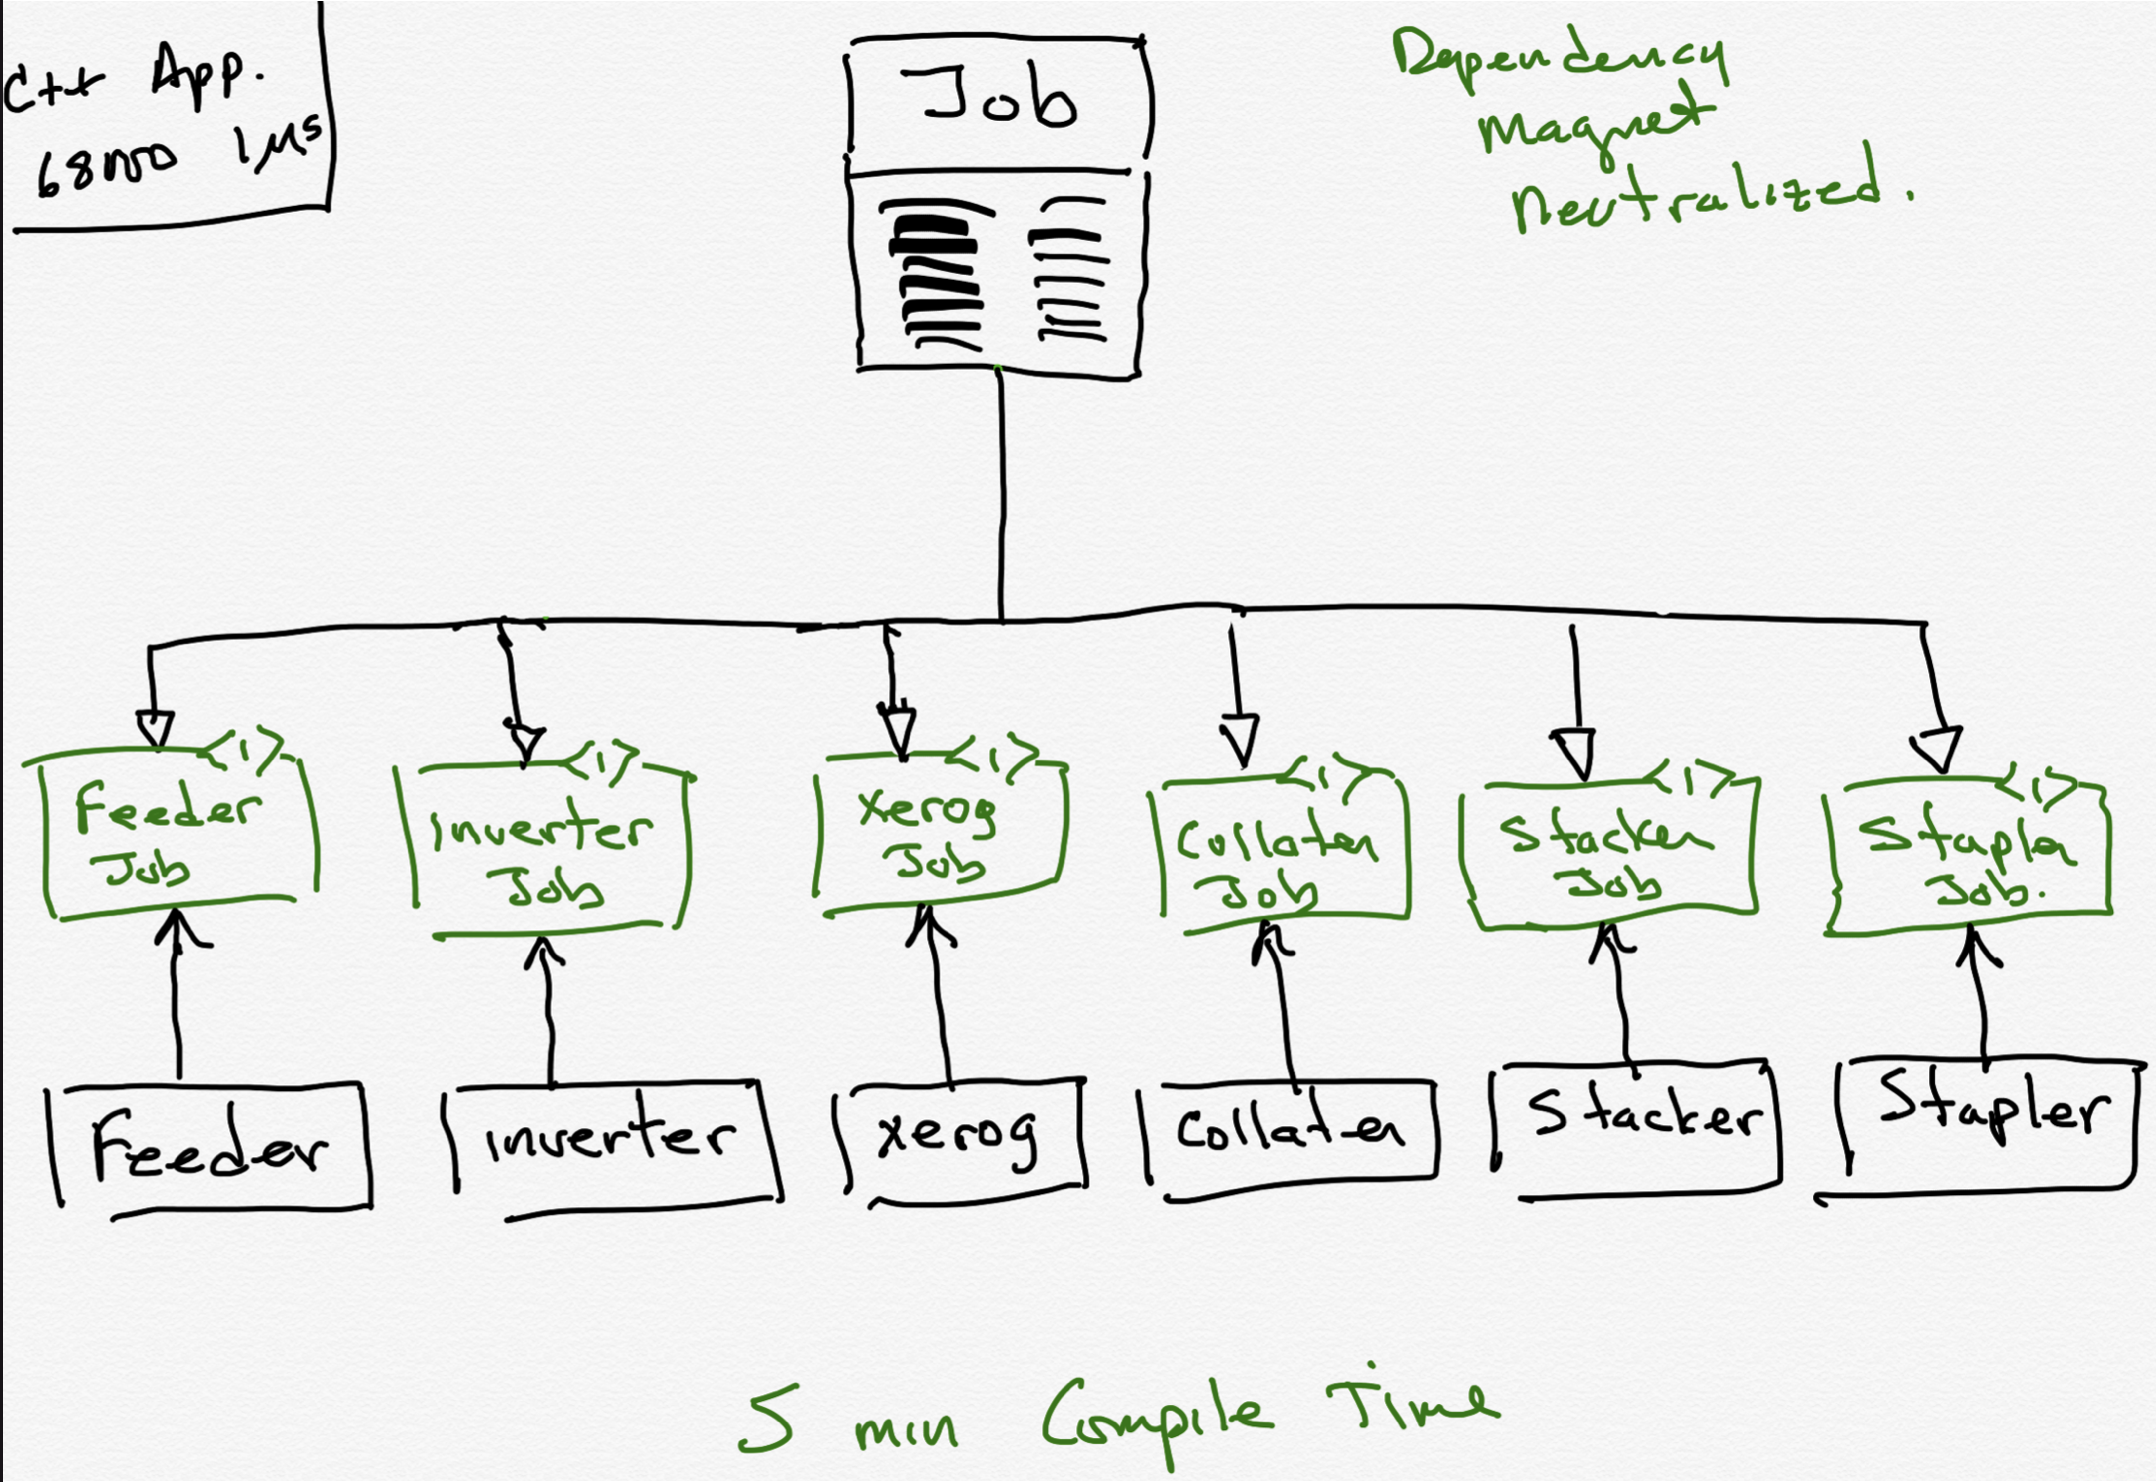 C++ App.
68000 1µs
Job
Dependency
Magnet
Neutralized.
<I>
Feeder
Job
<I>
inverter
Job
<I>
xerog
Job
<I>
Collater
Job
<I>
Stacker
Job
<I>
Stapler
Job.
Feeder
inverter
xerog
Collater
Stacker
Stapler
5 min Compile Time